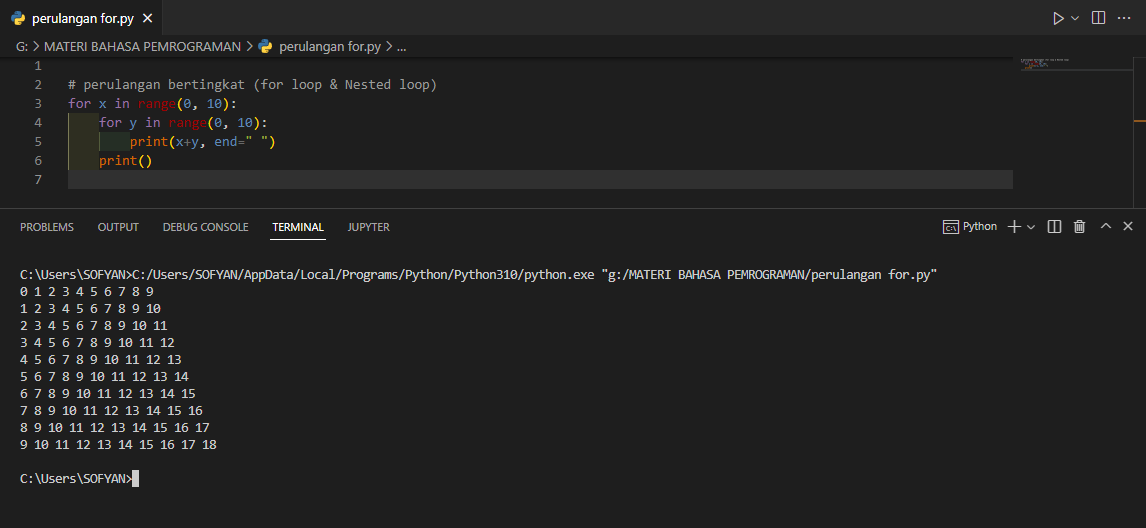 perulangan for.py
G: > MATERI BAHASA PEMROGRAMAN > perulangan for.py > ...
1
2 # perulangan bertingkat (for loop & Nested loop)
3 for x in range(0, 10):
4     for y in range(0, 10):
5         print(x+y, end=" ")
6     print()
7
PROBLEMS OUTPUT DEBUG CONSOLE TERMINAL JUPYTER Python
C:\Users\SOFYAN>C:/Users/SOFYAN/AppData/Local/Programs/Python/Python310/python.exe "g:/MATERI BAHASA PEMROGRAMAN/perulangan for.py"
0 1 2 3 4 5 6 7 8 9
1 2 3 4 5 6 7 8 9 10
2 3 4 5 6 7 8 9 10 11
3 4 5 6 7 8 9 10 11 12
4 5 6 7 8 9 10 11 12 13
5 6 7 8 9 10 11 12 13 14
6 7 8 9 10 11 12 13 14 15
7 8 9 10 11 12 13 14 15 16
8 9 10 11 12 13 14 15 16 17
9 10 11 12 13 14 15 16 17 18
C:\Users\SOFYAN>